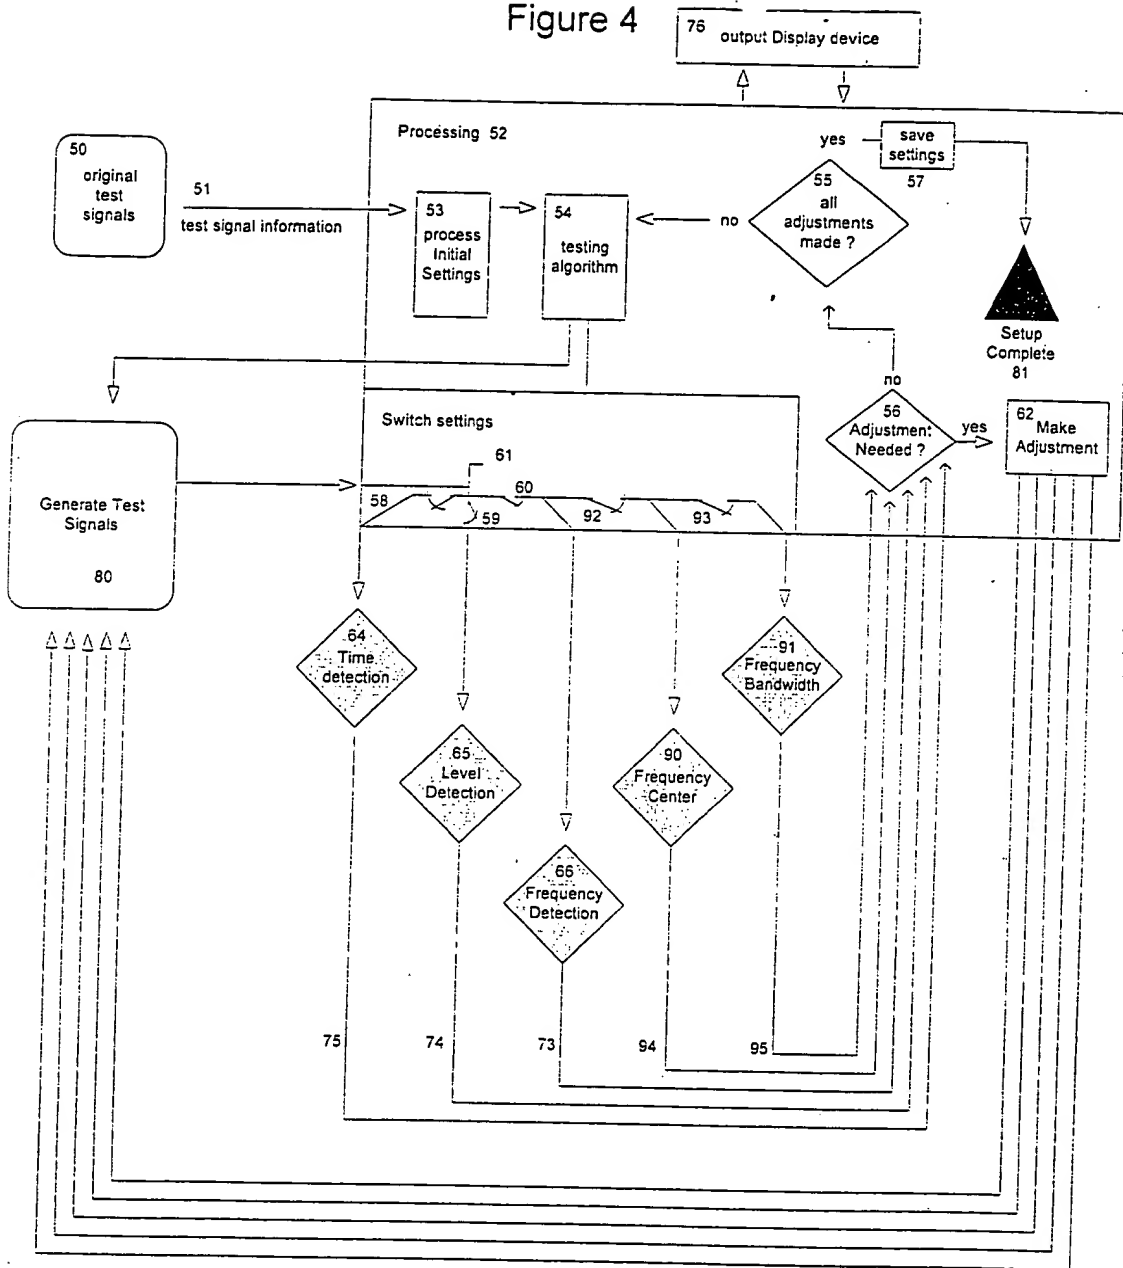 Figure 4
76
output Display device
Processing 52
yes
save
settings
57
50
original
test
signals
51
test signal information
53
process
Initial
Settings
54
testing
algorithm
no
55
all
adjustments
made ?
Setup
Complete
81
no
Switch settings
61
58
60
59
92
93
56
Adjustment
Needed ?
yes
62
Make
Adjustment
Generate Test
Signals
80
64
Time
detection
91
Frequency
Bandwidth
65
Level
Detection
90
Frequency
Center
66
Frequency
Detection
75
74
73
94
95